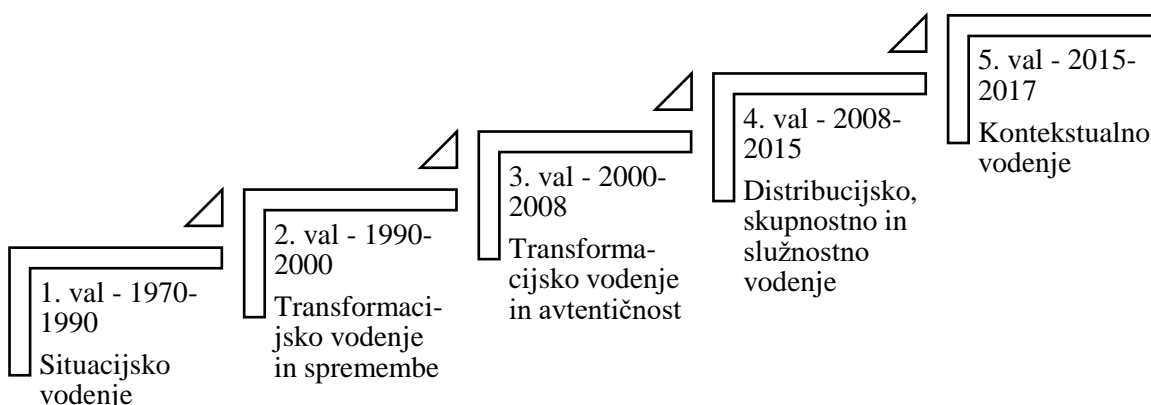 1. val - 1970-
1990
Situacijsko
vodenje
2. val - 1990-
2000
Transformaci-
jsko vodenje
in spremembe
3. val - 2000-
2008
Transforma-
cijsko vodenje
in avtentičnost
4. val - 2008-
2015
Distribucijsko,
skupnostno in
služnostno
vodenje
5. val - 2015-
2017
Kontekstualno
vodenje